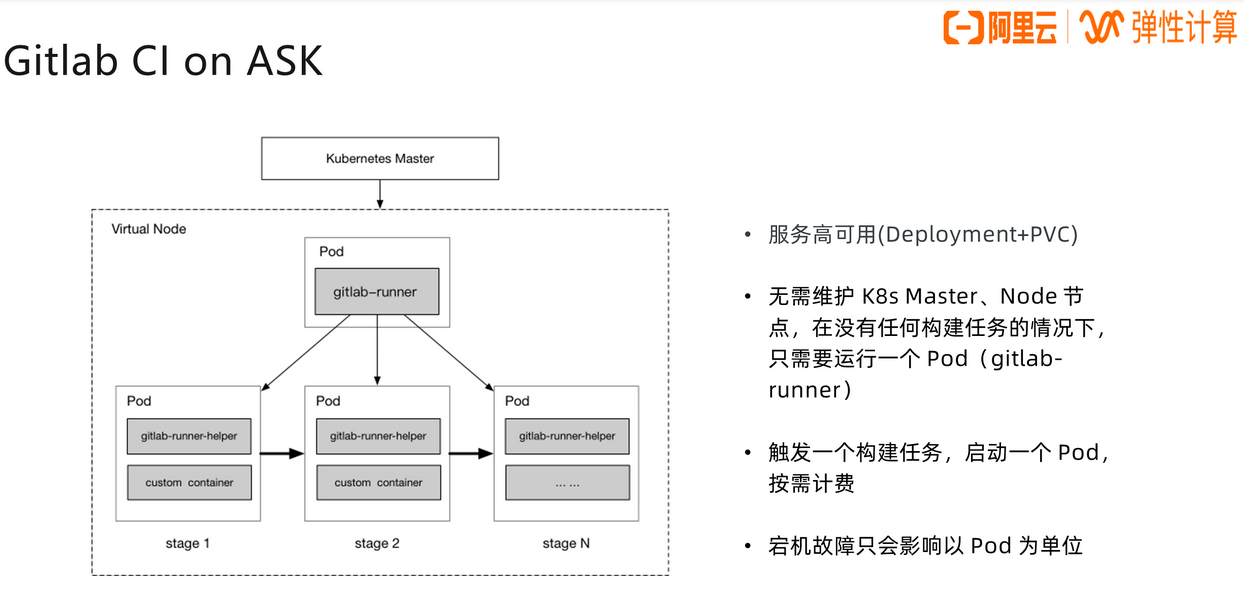 阿里云 | 弹性计算
Gitlab CI on ASK
Kubernetes Master
Virtual Node
Pod
gitlab-runner
Pod
gitlab-runner-helper
custom container
stage 1
Pod
gitlab-runner-helper
custom container
stage 2
Pod
gitlab-runner-helper
... ...
stage N
• 服务高可用(Deployment+PVC)
• 无需维护 K8s Master、Node 节
点，在没有任何构建任务的情况下，
只需要运行一个 Pod（gitlab-
runner）
• 触发一个构建任务，启动一个 Pod，
按需计费
• 宕机故障只会影响以 Pod 为单位